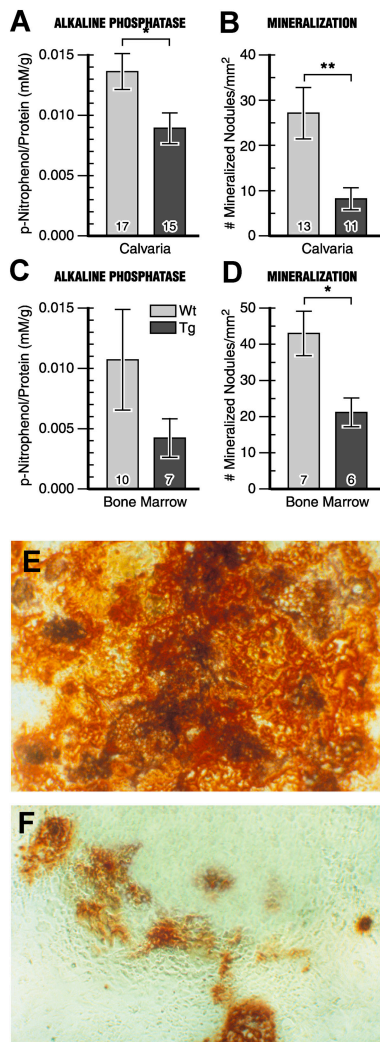 A
ALKALINE PHOSPHATASE
*
p-Nitrophenol/Protein (mM/g)
0.015
0.010
0.005
0.000
17
15
Calvaria
B
MINERALIZATION
**
# Mineralized Nodules/mm²
40
30
20
10
0
13
11
Calvaria
C
ALKALINE PHOSPHATASE
p-Nitrophenol/Protein (mM/g)
0.015
0.010
0.005
0.000
Wt
Tg
10
7
Bone Marrow
D
MINERALIZATION
*
# Mineralized Nodules/mm²
50
40
30
20
10
0
7
6
Bone Marrow
E
F